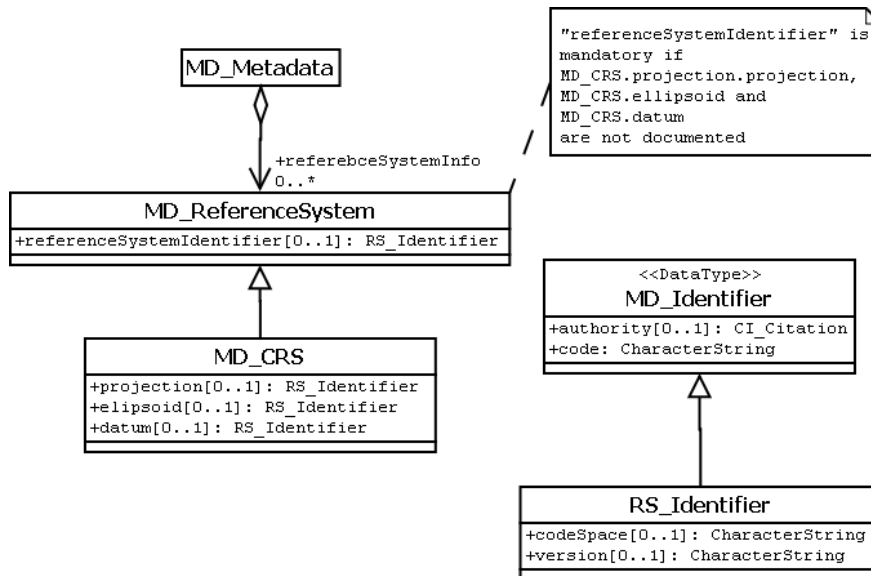 MD_Metadata
"referenceSystemIdentifier" is
mandatory if
MD_CRS.projection.projection,
MD_CRS.ellipsoid and
MD_CRS.datum
are not documented
+referebceSystemInfo
0..*
MD_ReferenceSystem
+referenceSystemIdentifier[0..1]: RS_Identifier
<<DataType>>
MD_Identifier
+authority[0..1]: CI_Citation
+code: CharacterString
MD_CRS
+projection[0..1]: RS_Identifier
+elipsoid[0..1]: RS_Identifier
+datum[0..1]: RS_Identifier
RS_Identifier
+codeSpace[0..1]: CharacterString
+version[0..1]: CharacterString